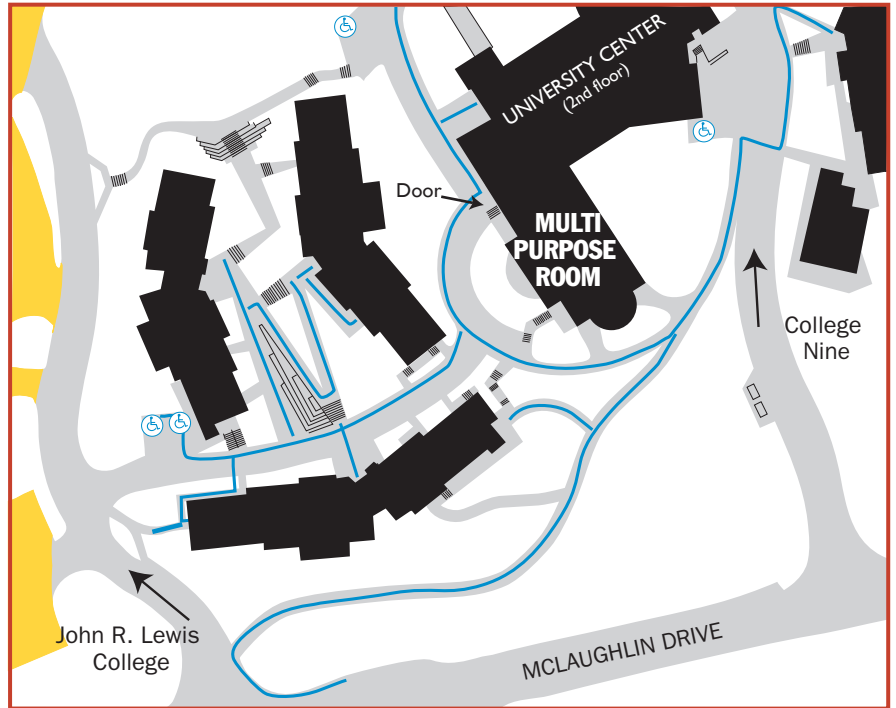 UNIVERSITY CENTER
(2nd floor)
Door
MULTI
PURPOSE
ROOM
College
Nine
John R. Lewis
College
MCLAUGHLIN DRIVE